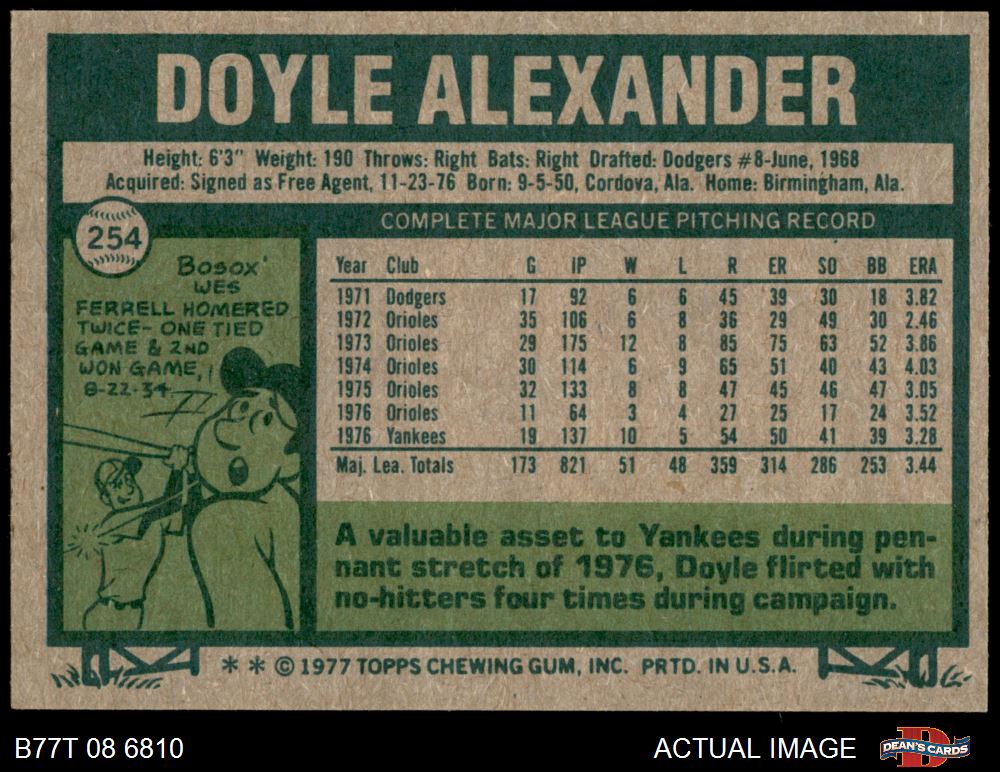 DOYLE ALEXANDER
Height: 6'3" Weight: 190 Throws: Right Bats: Right Drafted: Dodgers #8-June, 1968
Acquired: Signed as Free Agent, 11-23-76 Born: 9-5-50, Cordova, Ala. Home: Birmingham, Ala.
COMPLETE MAJOR LEAGUE PITCHING RECORD
254
BOSOX'
WES
FERRELL HOMERED
TWICE- ONE TIED
GAME & 2ND
WON GAME,
8-22-34
Year Club G IP W L R ER SO BB ERA
1971 Dodgers 17 92 6 6 45 39 30 18 3.82
1972 Orioles 35 106 6 8 36 29 49 30 2.46
1973 Orioles 29 175 12 8 85 75 63 52 3.86
1974 Orioles 30 114 6 9 65 51 40 43 4.03
1975 Orioles 32 133 8 8 47 45 46 47 3.05
1976 Orioles 11 64 3 4 27 25 17 24 3.52
1976 Yankees 19 137 10 5 54 50 41 39 3.28
Maj. Lea. Totals 173 821 51 48 359 314 286 253 3.44
A valuable asset to Yankees during pen-
nant stretch of 1976, Doyle flirted with
no-hitters four times during campaign.
* * © 1977 TOPPS CHEWING GUM, INC. PRTD. IN U.S.A.
B77T 08 6810
ACTUAL IMAGE
D
DEAN'S CARDS